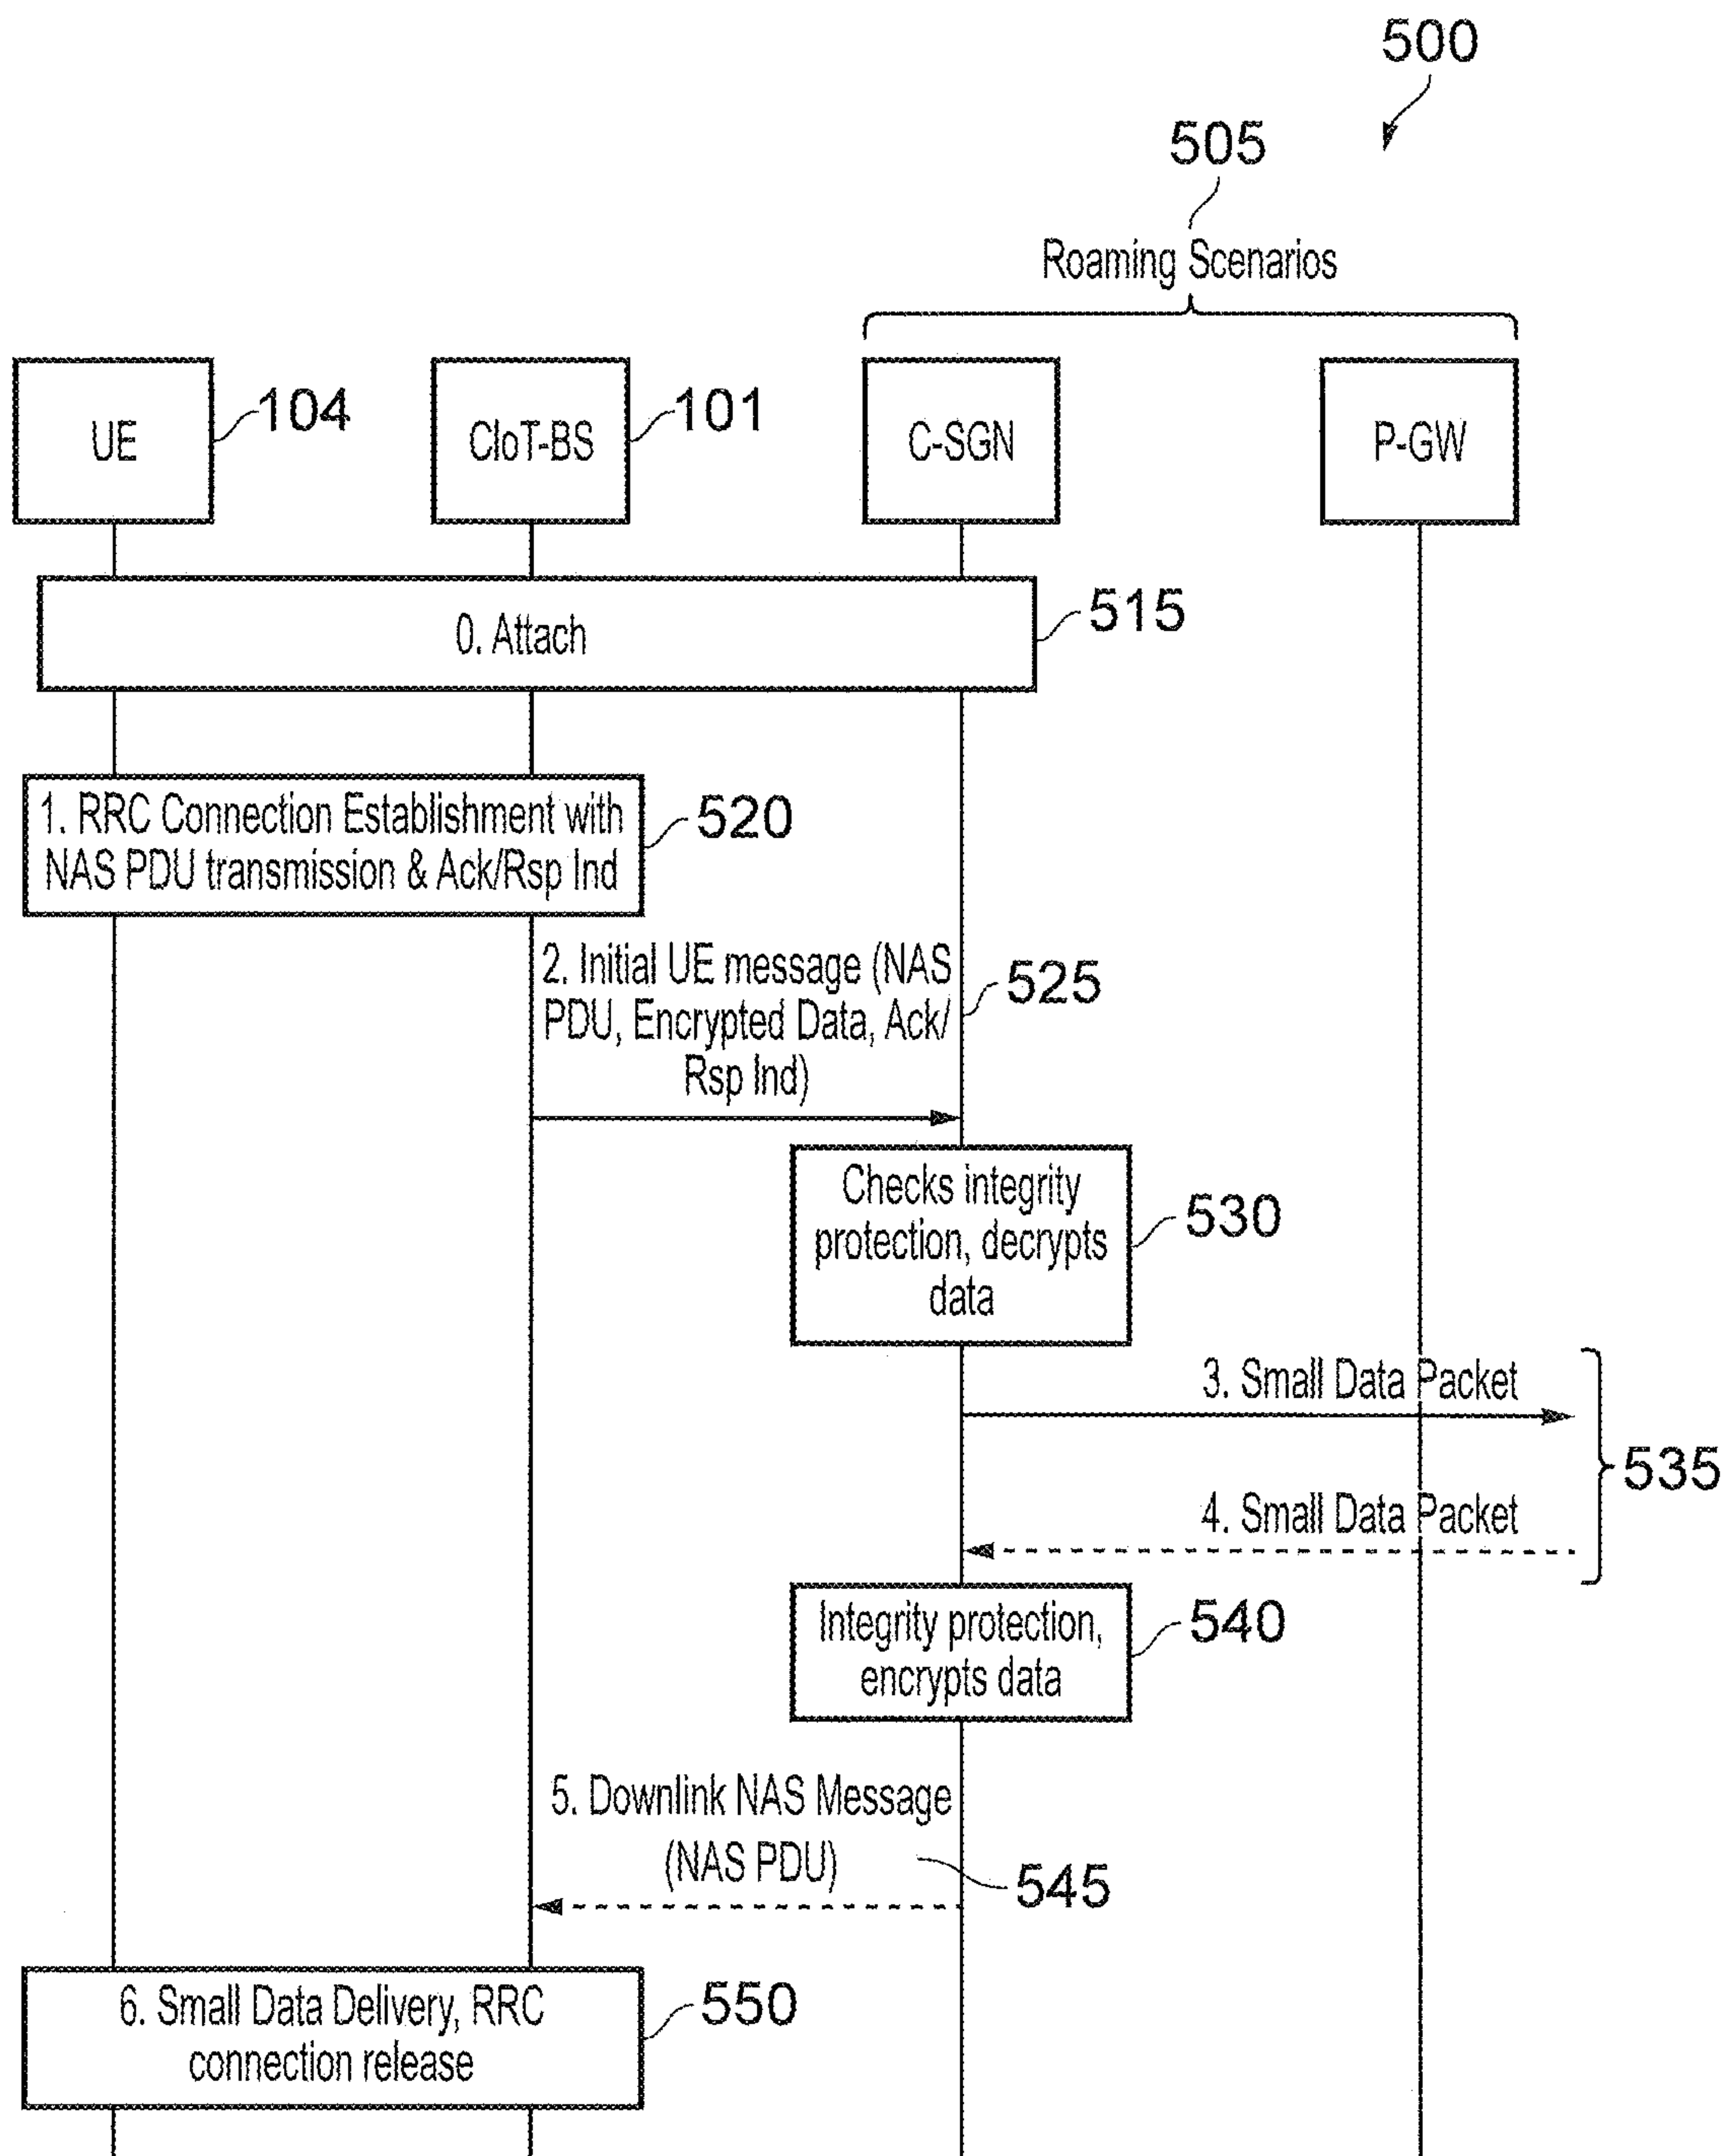 500
505
Roaming Scenarios
UE
104
CIoT-BS
101
C-SGN
P-GW
0. Attach
515
1. RRC Connection Establishment with
NAS PDU transmission & Ack/Rsp Ind
520
2. Initial UE message (NAS
PDU, Encrypted Data, Ack/
Rsp Ind)
525
Checks integrity
protection, decrypts
data
530
3. Small Data Packet
4. Small Data Packet
535
Integrity protection,
encrypts data
540
5. Downlink NAS Message
(NAS PDU)
545
6. Small Data Delivery, RRC
connection release
550